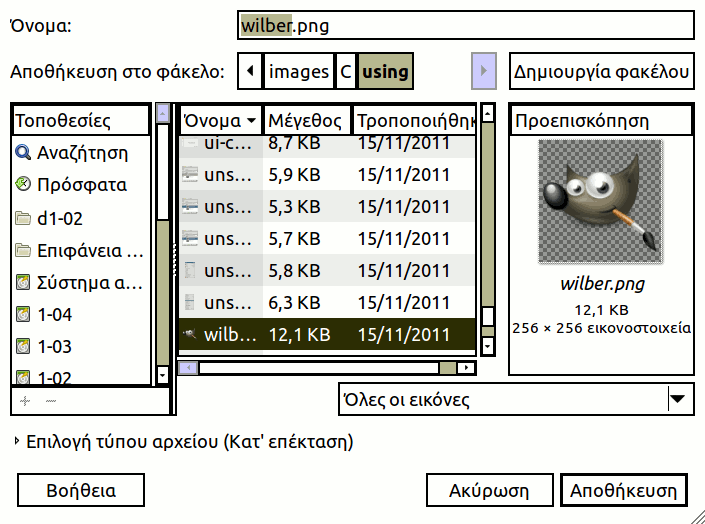 Όνομα: wilber.png
Αποθήκευση στο φάκελο: images C using Δημιουργία φακέλου
Τοποθεσίες
Αναζήτηση
Πρόσφατα
d1-02
Επιφάνεια ...
Σύστημα α...
1-04
1-03
1-02
Όνομα Μέγεθος Τροποποιήθηκ
ui-c... 8,7 KB 15/11/2011
uns... 5,9 KB 15/11/2011
uns... 5,3 KB 15/11/2011
uns... 5,7 KB 15/11/2011
uns... 5,8 KB 15/11/2011
uns... 6,3 KB 15/11/2011
wilb... 12,1 KB 15/11/2011
Προεπισκόπηση
wilber.png
12,1 KB
256 × 256 εικονοστοιχεία
Όλες οι εικόνες
Επιλογή τύπου αρχείου (Κατ' επέκταση)
Βοήθεια Ακύρωση Αποθήκευση